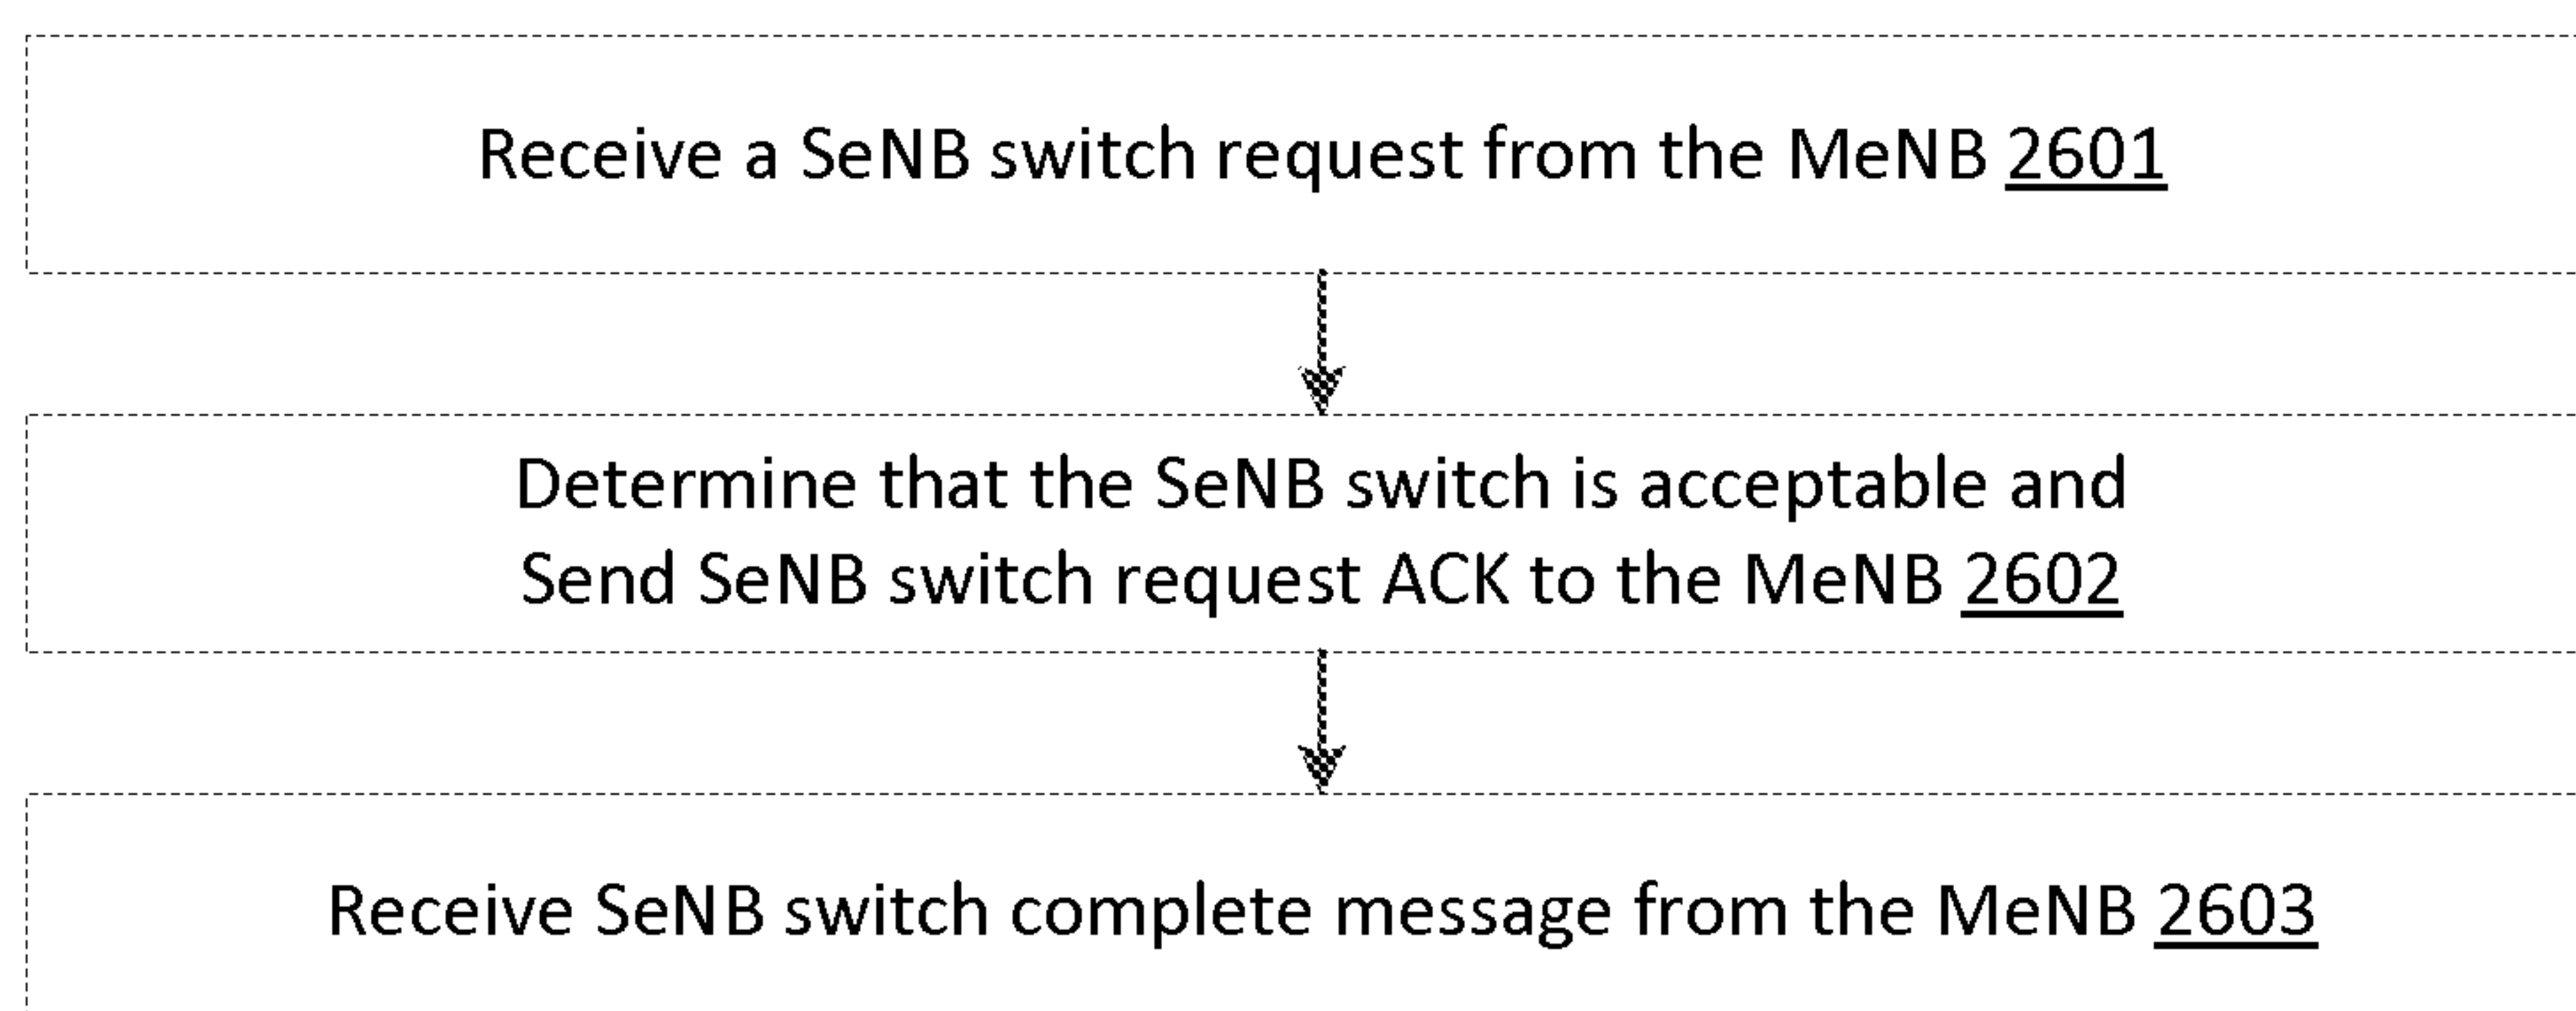 Receive a SeNB switch request from the MeNB 2601
Determine that the SeNB switch is acceptable and
Send SeNB switch request ACK to the MeNB 2602
Receive SeNB switch complete message from the MeNB 2603